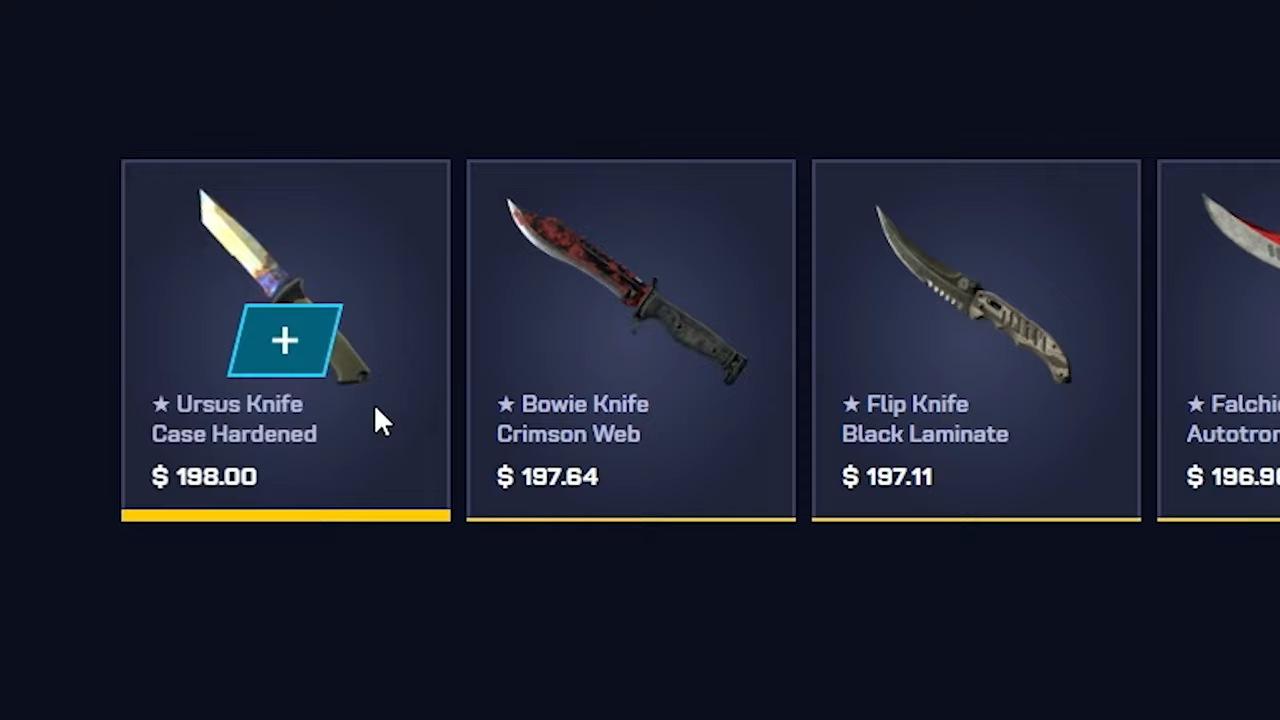 ★ Ursus Knife
Case Hardened
$ 198.00
★ Bowie Knife
Crimson Web
$ 197.64
★ Flip Knife
Black Laminate
$ 197.11
★
$